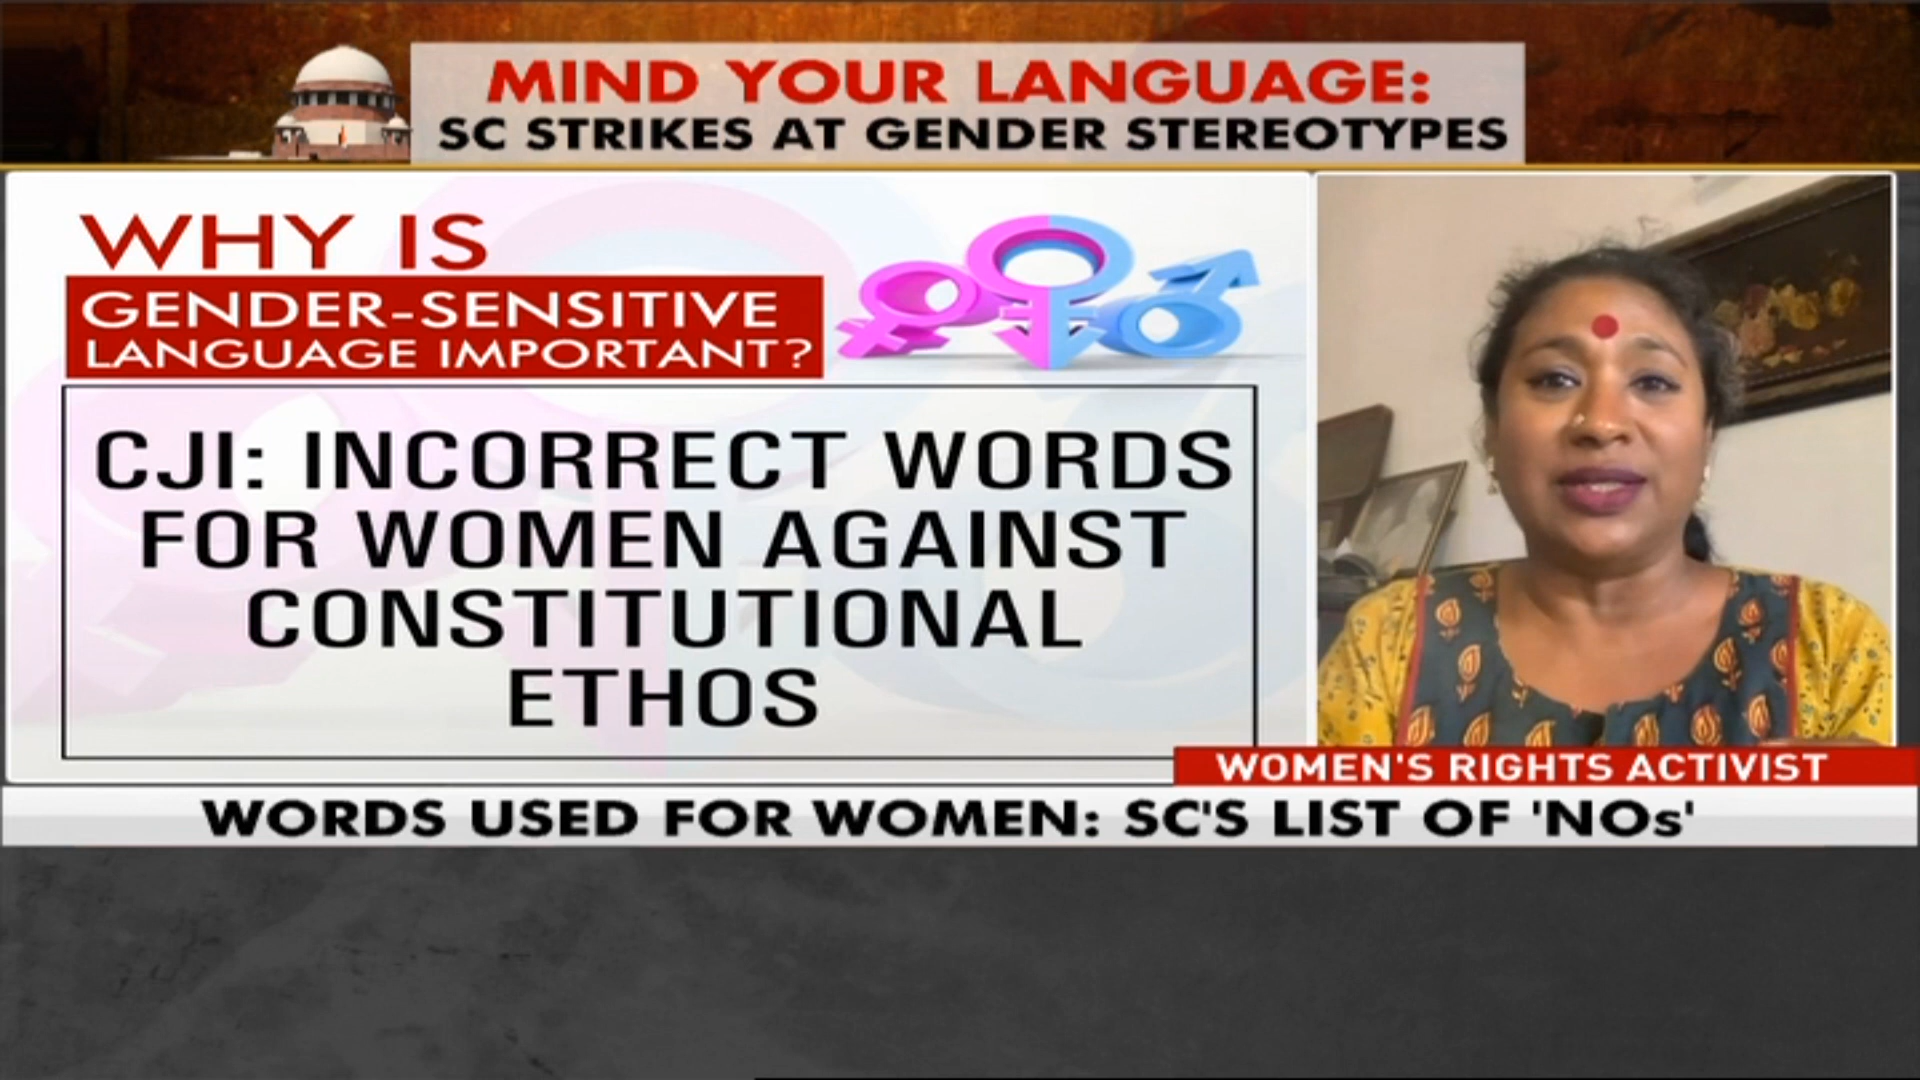 MIND YOUR LANGUAGE:
SC STRIKES AT GENDER STEREOTYPES
WHY IS
GENDER-SENSITIVE
LANGUAGE IMPORTANT?
CJI: INCORRECT WORDS
FOR WOMEN AGAINST
CONSTITUTIONAL
ETHOS
WOMEN'S RIGHTS ACTIVIST
WORDS USED FOR WOMEN: SC'S LIST OF 'NOs'